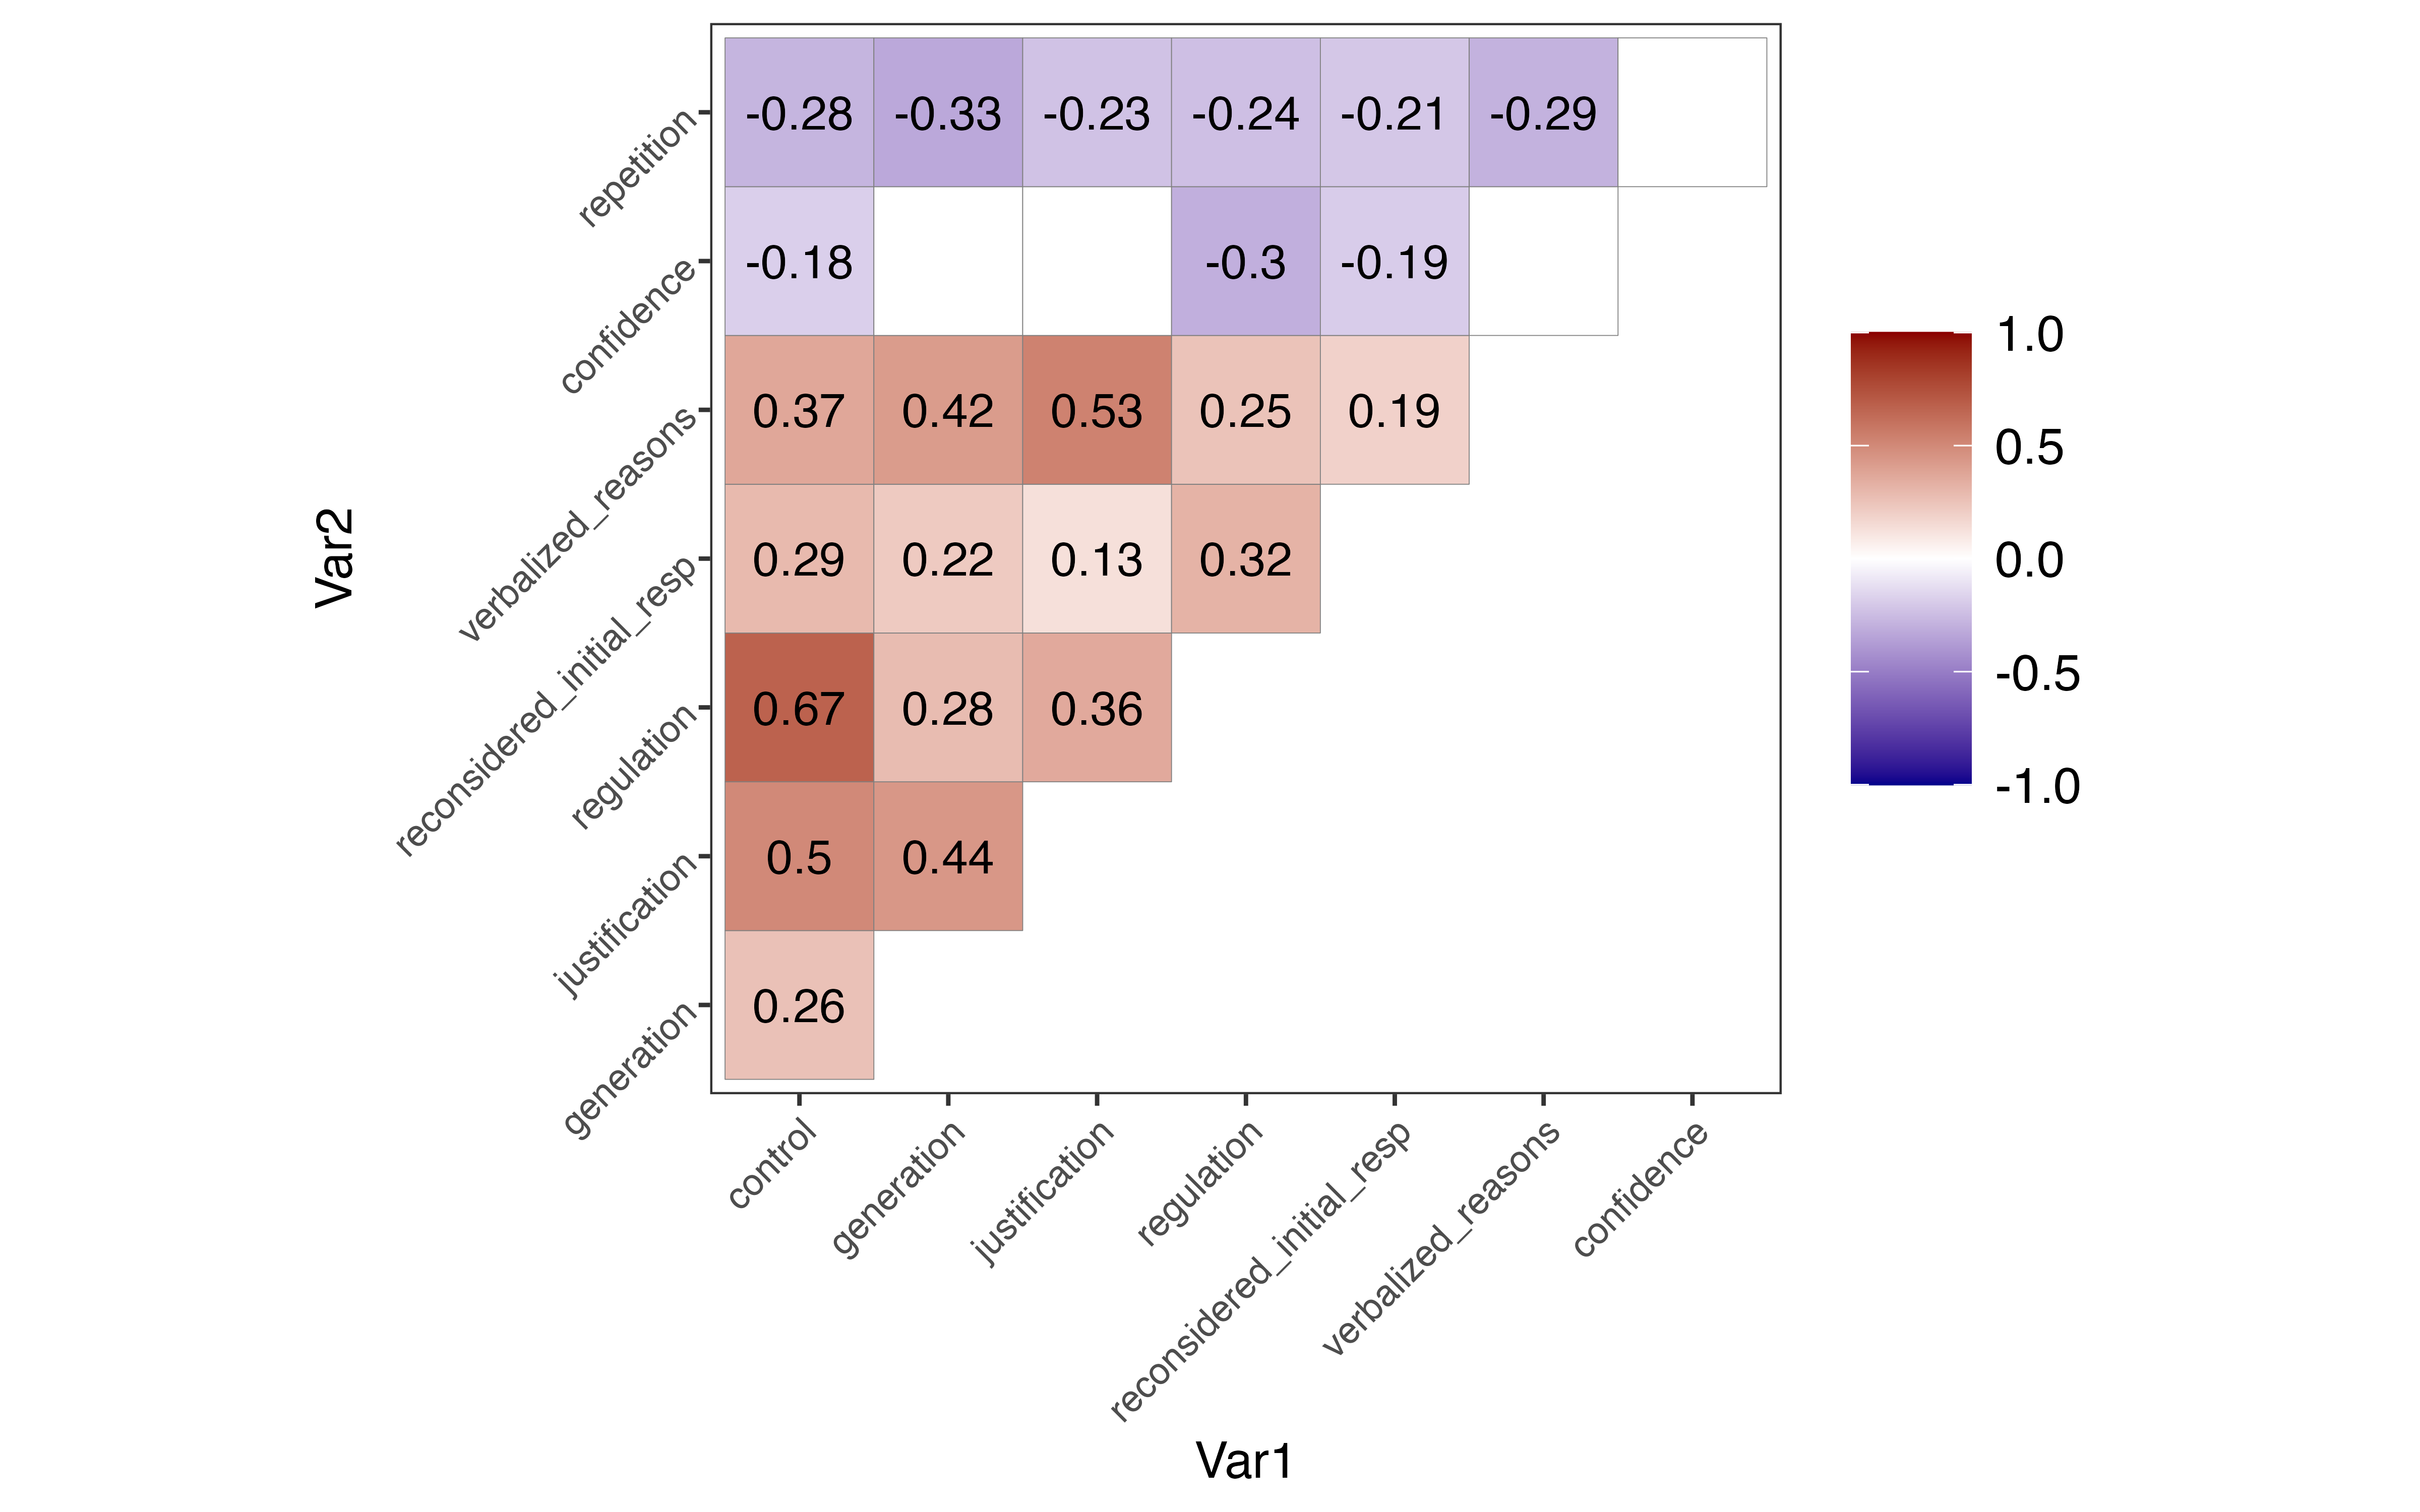 Var2
repetition
-0.28 -0.33 -0.23 -0.24 -0.21 -0.29
confidence
-0.18 -0.3 -0.19
verbalized_reasons
0.37 0.42 0.53 0.25 0.19
reconsidered_initial_resp
0.29 0.22 0.13 0.32
regulation
0.67 0.28 0.36
justification
0.5 0.44
generation
0.26
control
generation
justification
regulation
reconsidered_initial_resp
verbalized_reasons
confidence
Var1
1.0
0.5
0.0
-0.5
-1.0